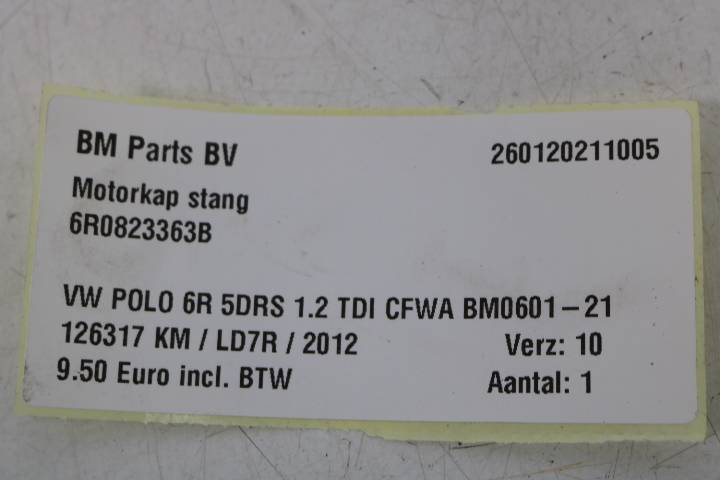 BM Parts BV 260120211005
Motorkap stang
6R0823363B
VW POLO 6R 5DRS 1.2 TDI CFWA BM0601-21
126317 KM / LD7R / 2012 Verz: 10
9.50 Euro incl. BTW Aantal: 1